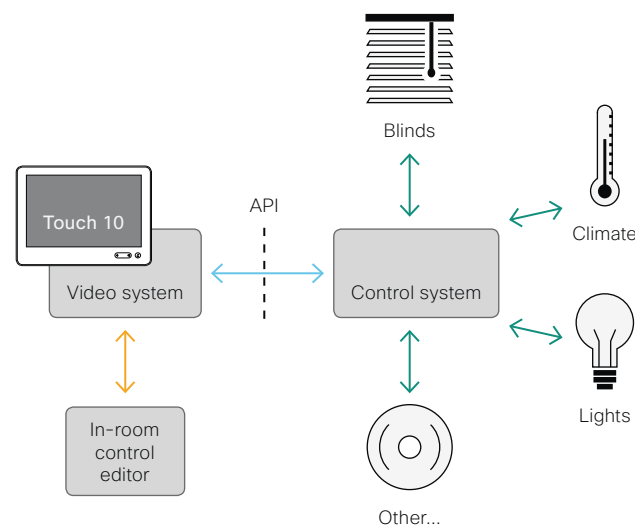 Blinds
Touch 10
API
Climate
Video system
Control system
In-room
control
editor
Lights
Other...